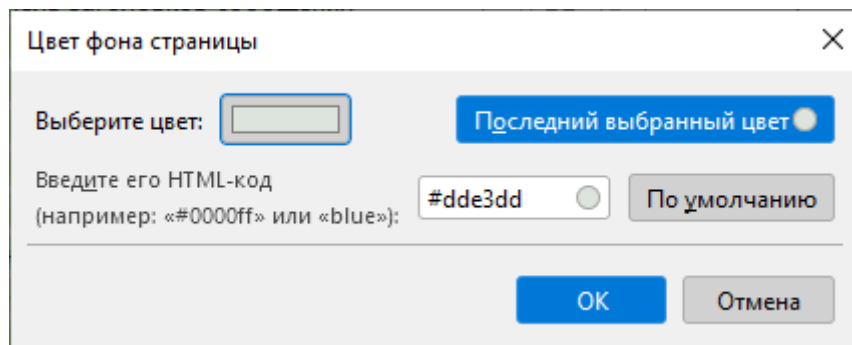 Цвет фона страницы
Выберите цвет:
Последний выбранный цвет
Введите его HTML-код
(например: «#0000ff» или «blue»):
#dde3dd
По умолчанию
OK
Отмена